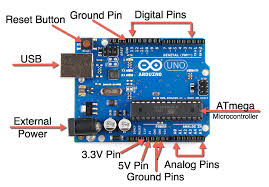 Ground Pin
Digital Pins
Reset Button
USB
ARDUINO
UNO
ATmega
Microcontroller
External
Power
3.3V Pin
5V Pin
Ground Pins
Analog Pins